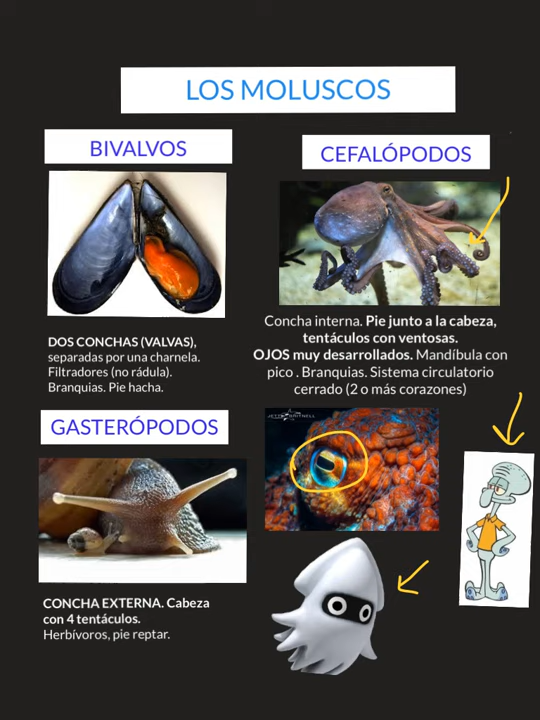 LOS MOLUSCOS
BIVALVOS
DOS CONCHAS (VALVAS),
separadas por una charnela.
Filtradores (no rádula).
Branquias. Pie hacha.
CEFALÓPODOS
Concha interna. Pie junto a la cabeza,
tentáculos con ventosas.
OJOS muy desarrollados. Mandíbula con
pico . Branquias. Sistema circulatorio
cerrado (2 o más corazones)
GASTERÓPODOS
CONCHA EXTERNA. Cabeza
con 4 tentáculos.
Herbívoros, pie reptar.